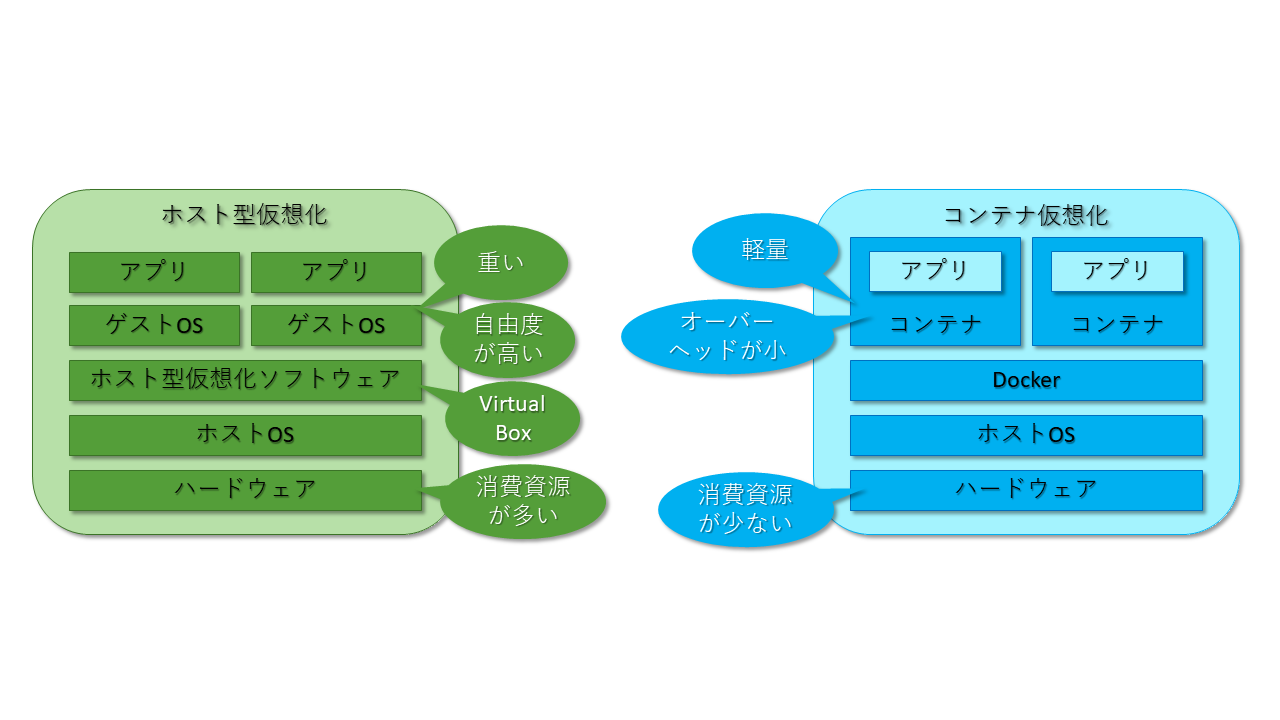 ホスト型仮想化
アプリ
アプリ
ゲストOS
ゲストOS
ホスト型仮想化ソフトウェア
ホストOS
ハードウェア
重い
自由度
が高い
Virtual
Box
消費資源
が多い
軽量
オーバー
ヘッドが小
消費資源
が少ない
コンテナ仮想化
アプリ
アプリ
コンテナ
コンテナ
Docker
ホストOS
ハードウェア